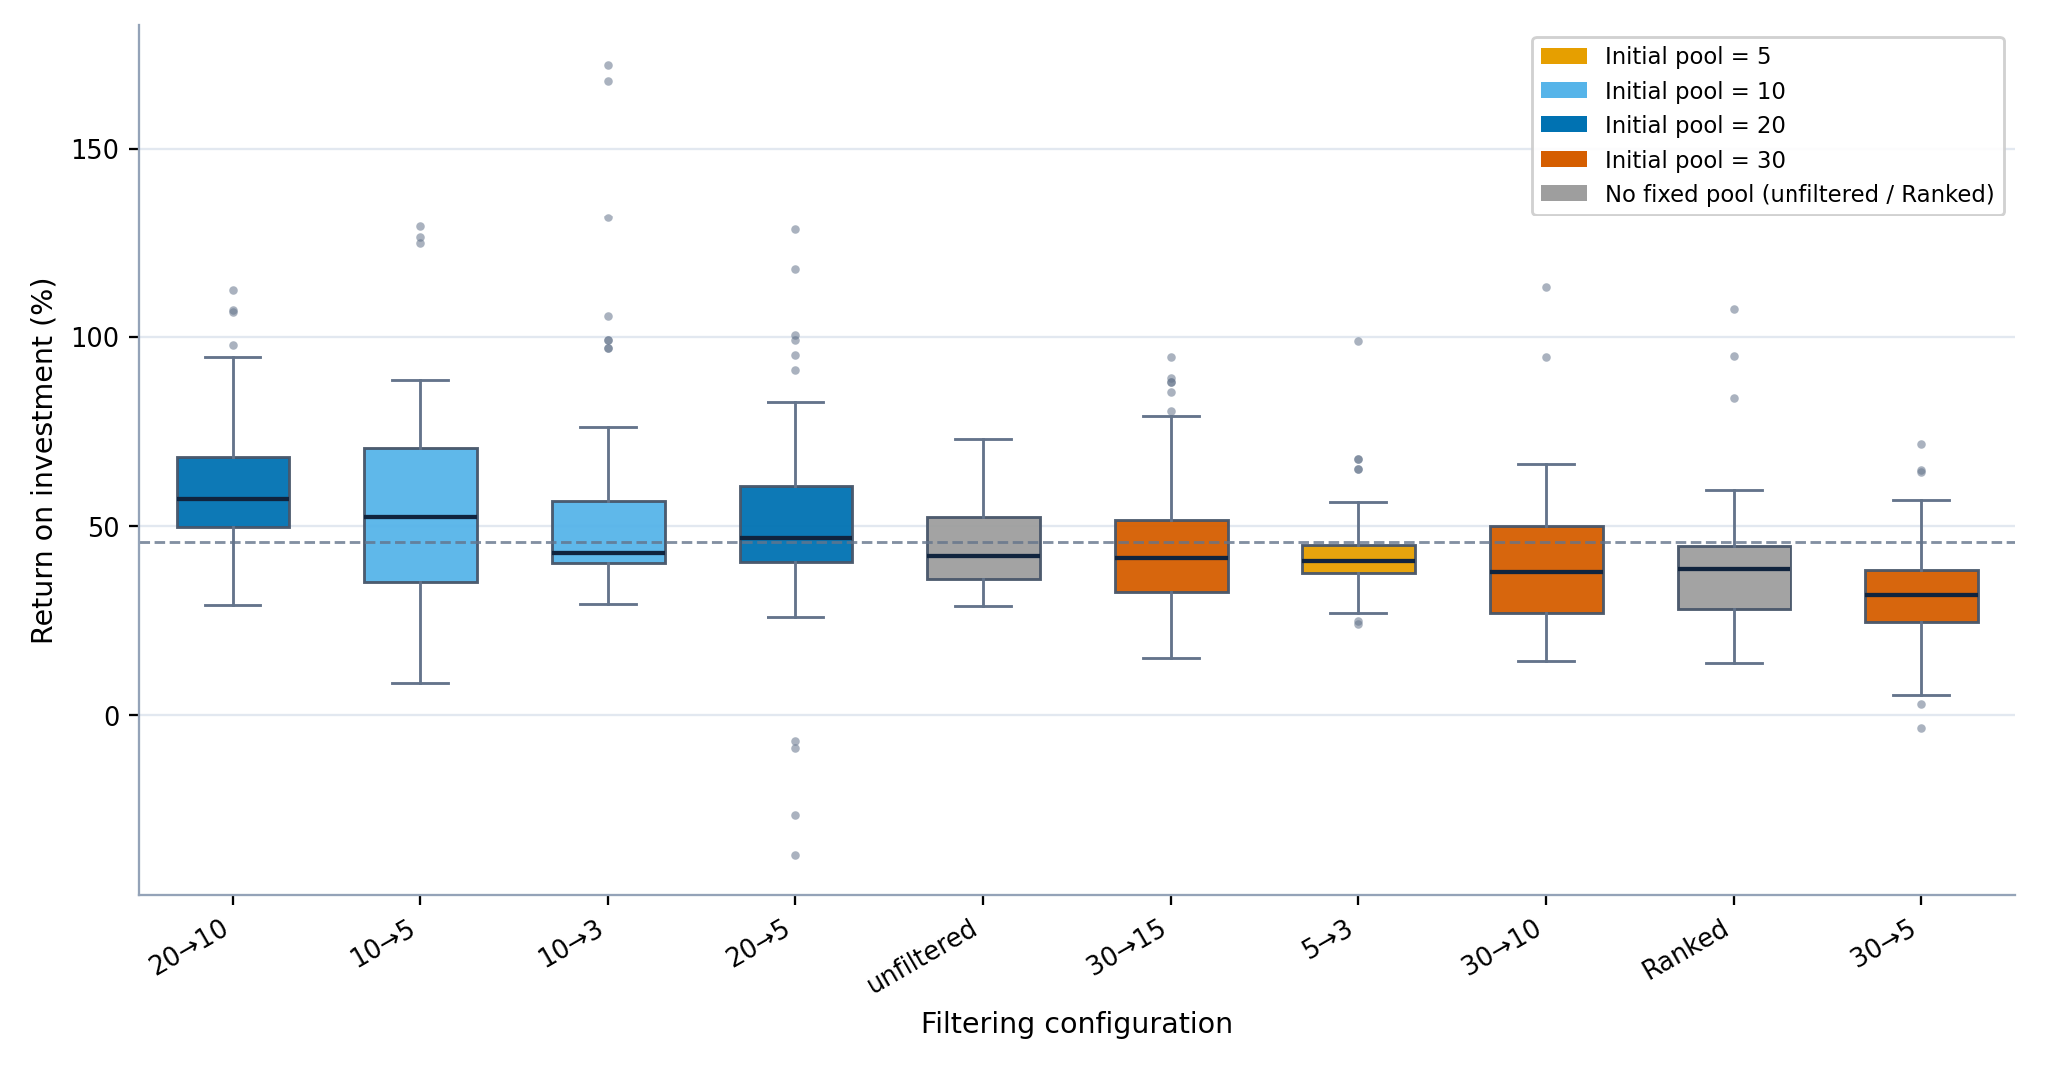 Initial pool = 5
Initial pool = 10
Initial pool = 20
Initial pool = 30
No fixed pool (unfiltered / Ranked)
Return on investment (%)
150
100
50
0
20→10
10→5
10→3
20→5
unfiltered
30→15
5→3
30→10
Ranked
30→5
Filtering configuration